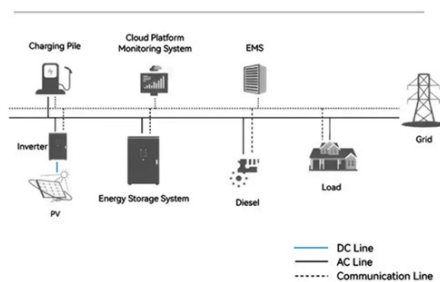 Charging Pile
Cloud Platform
Monitoring System
EMS
Grid
Inverter
PV
Energy Storage System
Diesel
Load
DC Line
AC Line
Communication Line